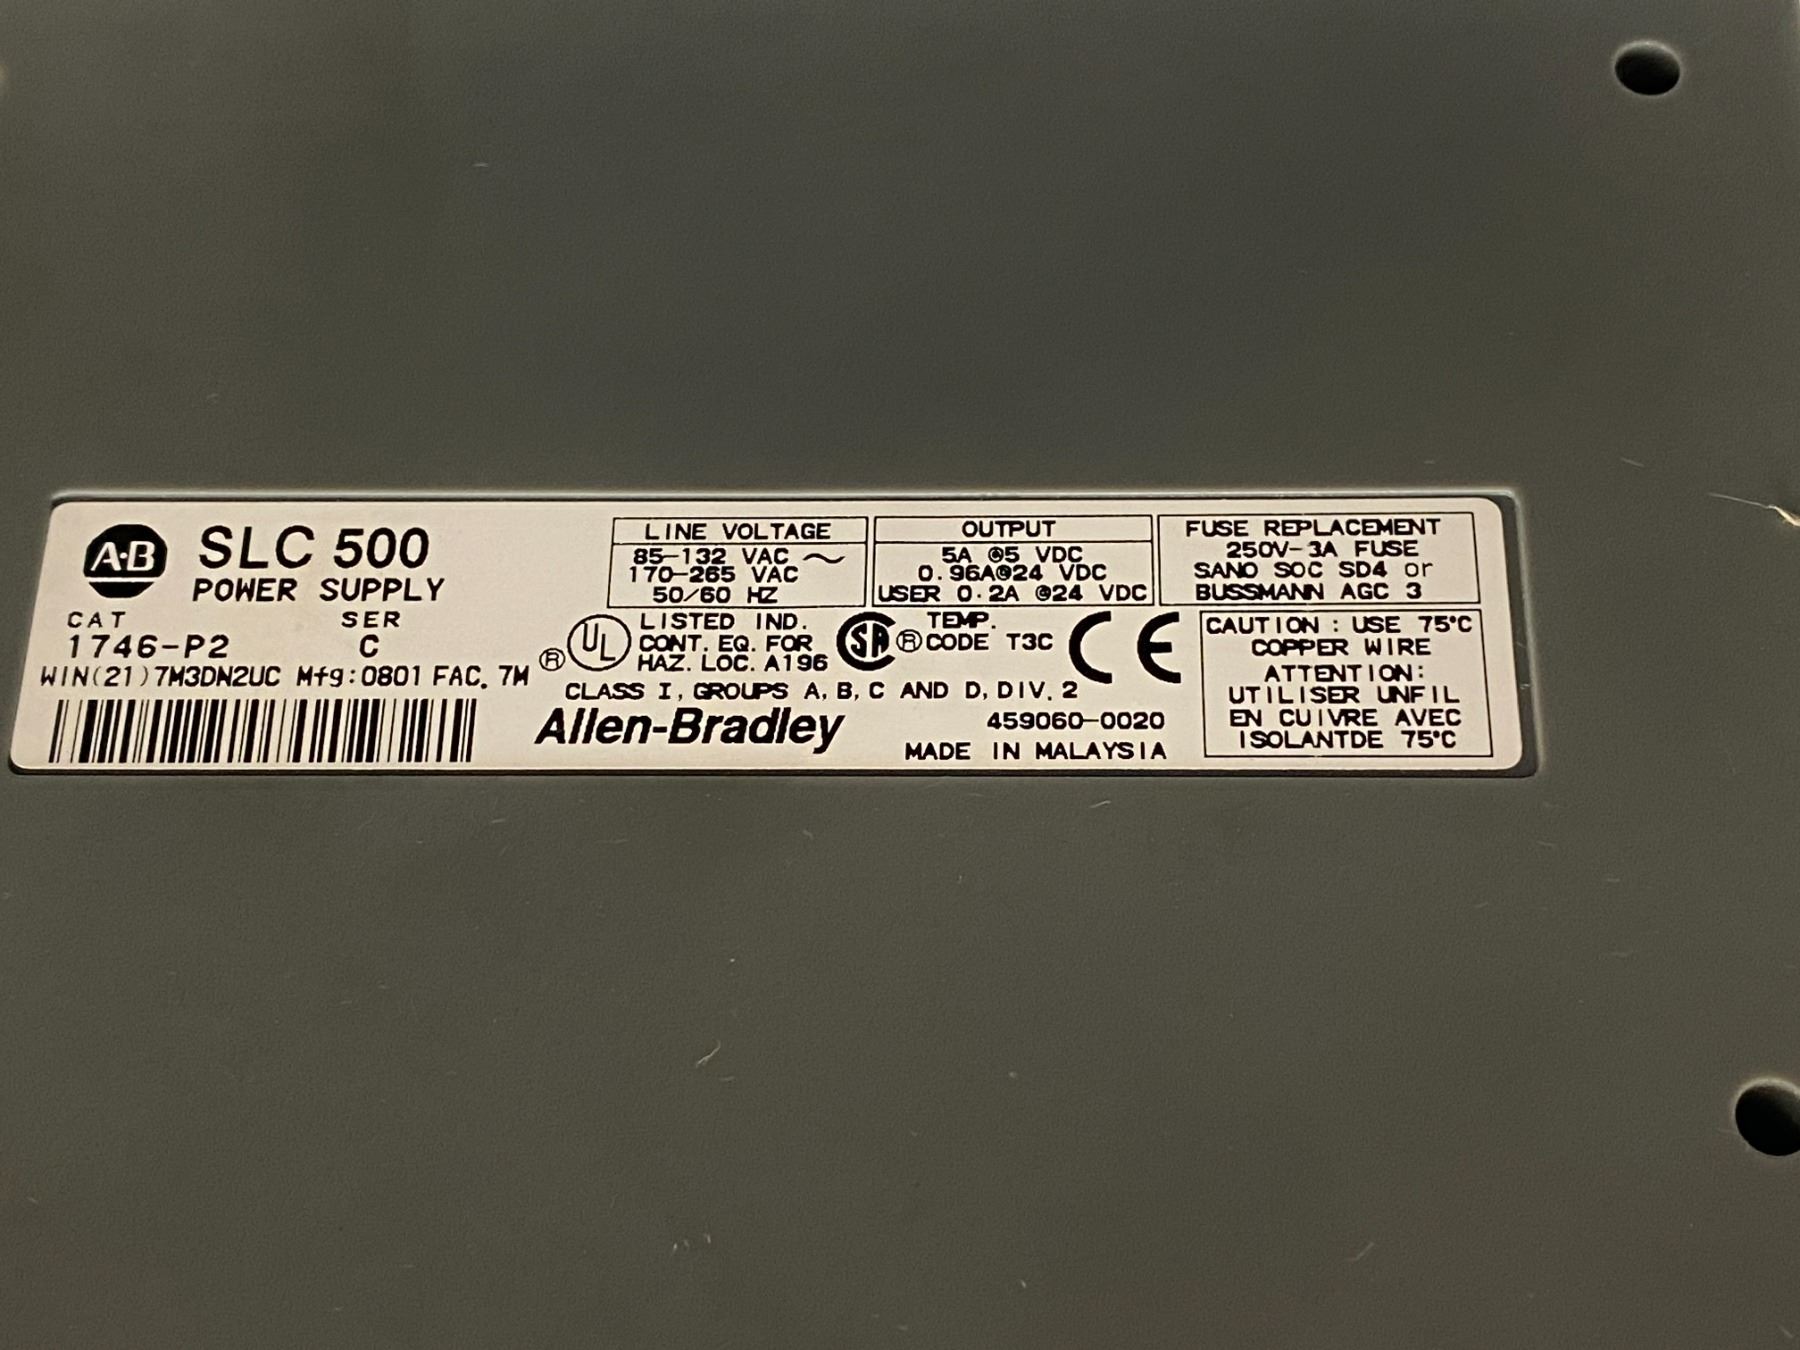 A·B SLC 500
POWER SUPPLY
CAT SER
1746-P2 C
WIN(21)7M3DN2UC Mfg:0801 FAC. 7M
LINE VOLTAGE
85-132 VAC ~
170-265 VAC
50/60 HZ
OUTPUT
5A @5 VDC
0.96A@24 VDC
USER 0.2A @24 VDC
FUSE REPLACEMENT
250V-3A FUSE
SANO SOC SD4 or
BUSSMANN AGC 3
UL ®
LISTED IND.
CONT. EQ. FOR
HAZ. LOC. A196
SA ®
TEMP.
CODE T3C
CE
CLASS I, GROUPS A, B, C AND D, DIV. 2
Allen-Bradley
459060-0020
MADE IN MALAYSIA
CAUTION : USE 75°C
COPPER WIRE
ATTENTION:
UTILISER UNFIL
EN CUIVRE AVEC
ISOLANTDE 75°C